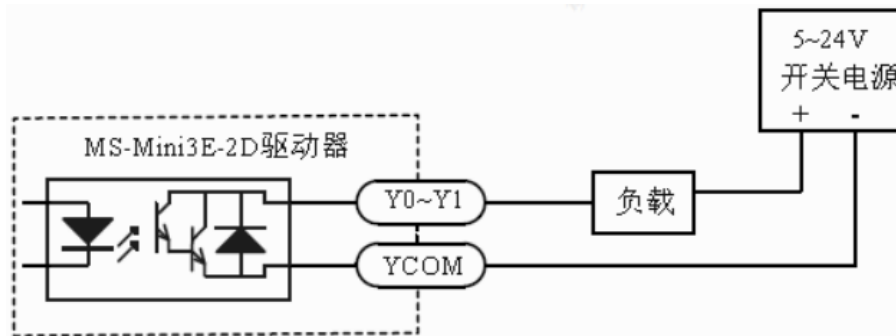 5~24V
开关电源
+ -
MS-Mini3E-2D驱动器
Y0~Y1
负载
YCOM